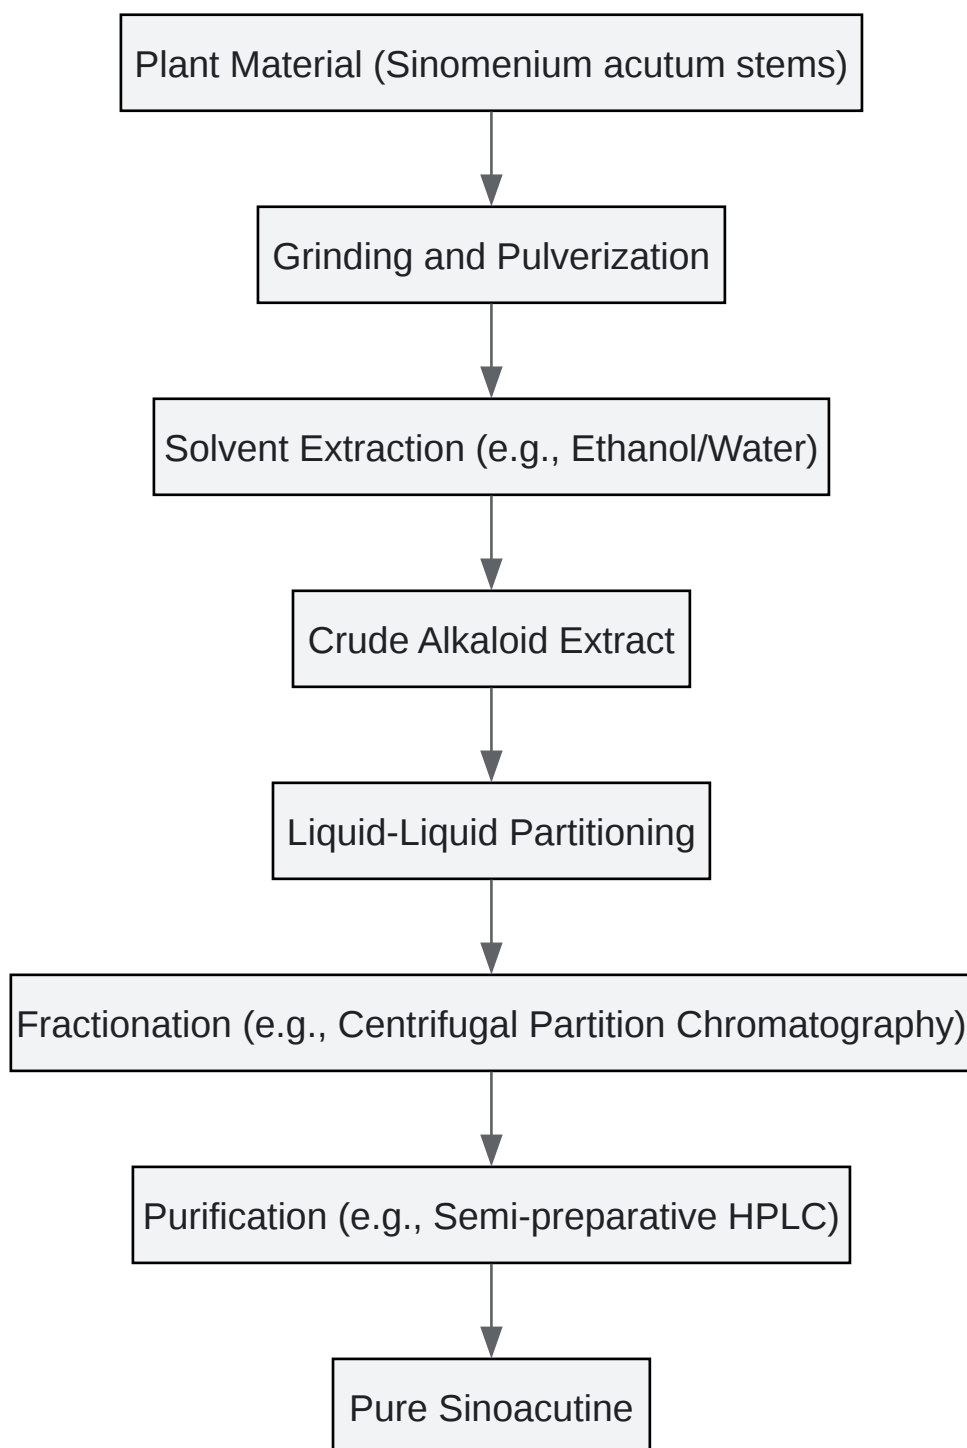 Plant Material (Sinomenium acutum stems)
Grinding and Pulverization
Solvent Extraction (e.g., Ethanol/Water)
Crude Alkaloid Extract
Liquid-Liquid Partitioning
Fractionation (e.g., Centrifugal Partition Chromatography)
Purification (e.g., Semi-preparative HPLC)
Pure Sinoacutine